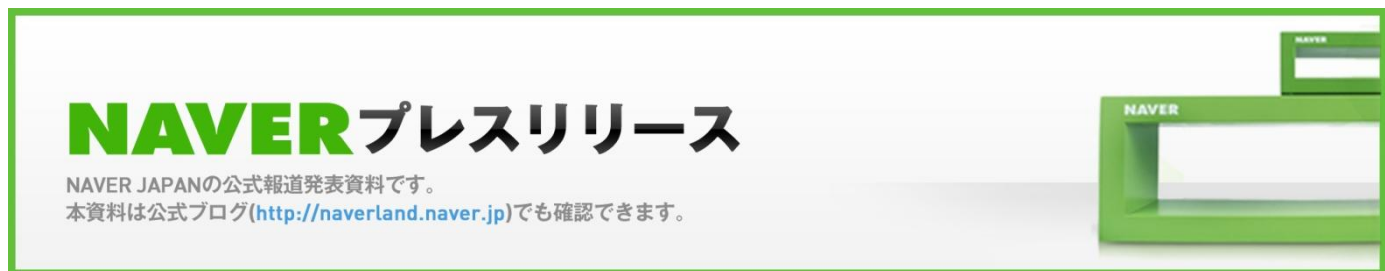 NAVER
NAVER
NAVERプレスリリース
NAVER JAPANの公式報道発表資料です。
本資料は公式ブログ(http://naverland.naver.jp)でも確認できます。